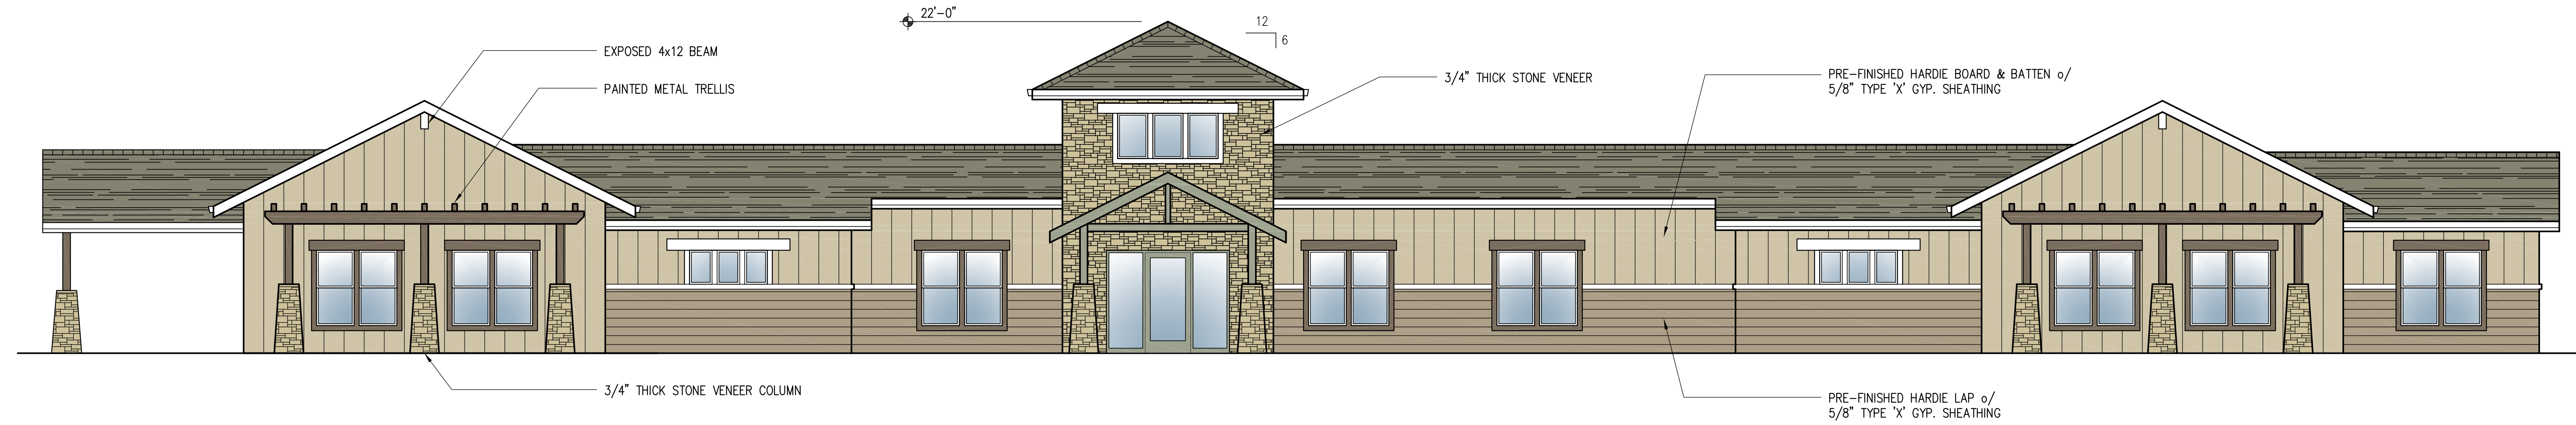 22'-0"
12
6
EXPOSED 4x12 BEAM
PAINTED METAL TRELLIS
3/4" THICK STONE VENEER
PRE-FINISHED HARDIE BOARD & BATTEN o/
5/8" TYPE 'X' GYP. SHEATHING
3/4" THICK STONE VENEER COLUMN
PRE-FINISHED HARDIE LAP o/
5/8" TYPE 'X' GYP. SHEATHING